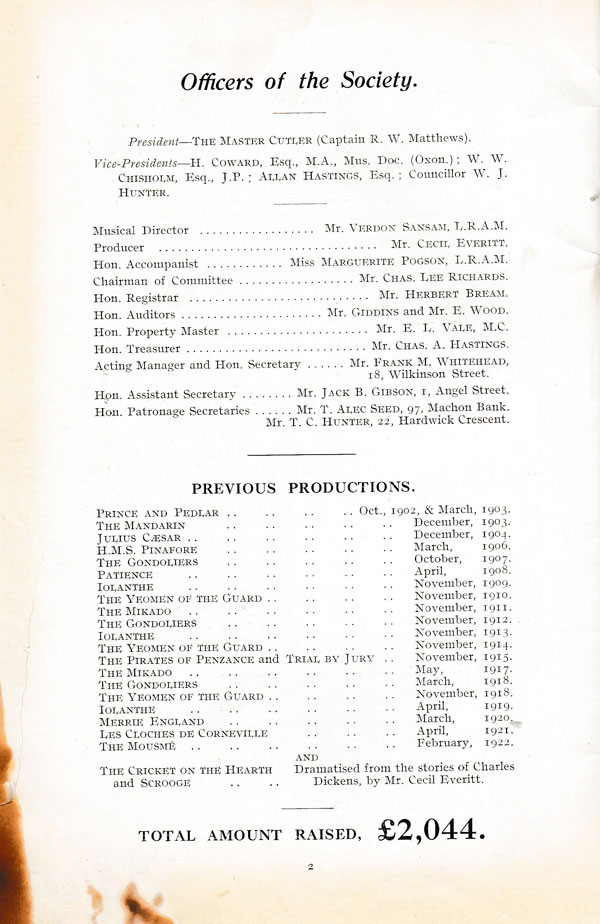 Officers of the Society.
President—THE MASTER CUTLER (Captain R. W. Matthews).
Vice-Presidents—H. COWARD, Esq., M.A., Mus. Doc. (Oxon.); W. W.
CHISHOLM, Esq., J.P.; ALLAN HASTINGS, Esq.; Councillor W. J.
HUNTER.
Musical Director .................. Mr. VERDON SANSAM, L.R.A.M.
Producer .................................. Mr. CECIL EVERITT.
Hon. Accompanist ............ Miss MARGUERITE POGSON, L.R.A.M.
Chairman of Committee .................. Mr. CHAS. LEE RICHARDS.
Hon. Registrar ............................ Mr. HERBERT BREAM.
Hon. Auditors ...................... Mr. GIDDINS and Mr. E. WOOD.
Hon. Property Master ...................... Mr. E. L. VALE, M.C.
Hon. Treasurer ............................ Mr. CHAS. A. HASTINGS.
Acting Manager and Hon. Secretary ...... Mr. FRANK M. WHITEHEAD,
18, Wilkinson Street.
Hon. Assistant Secretary ........ Mr. JACK B. GIBSON, 1, Angel Street.
Hon. Patronage Secretaries ...... Mr. T. ALEC SEED, 97, Machon Bank.
Mr. T. C. HUNTER, 22, Hardwick Crescent.
PREVIOUS PRODUCTIONS.
PRINCE AND PEDLAR .. .. .. .. Oct., 1902, & March, 1903.
THE MANDARIN .. .. .. .. .. December, 1903.
JULIUS CÆSAR .. .. .. .. .. .. December, 1904.
H.M.S. PINAFORE .. .. .. .. .. March, 1906.
THE GONDOLIERS .. .. .. .. .. October, 1907.
PATIENCE .. .. .. .. .. .. April, 1908.
IOLANTHE .. .. .. .. .. .. November, 1909.
THE YEOMEN OF THE GUARD .. .. .. .. November, 1910.
THE MIKADO .. .. .. .. .. .. November, 1911.
THE GONDOLIERS .. .. .. .. .. November, 1912.
IOLANTHE .. .. .. .. .. .. November, 1913.
THE YEOMEN OF THE GUARD .. .. .. .. November, 1914.
THE PIRATES OF PENZANCE and TRIAL BY JURY .. November, 1915.
THE MIKADO .. .. .. .. .. .. May, 1917.
THE GONDOLIERS .. .. .. .. .. March, 1918.
THE YEOMEN OF THE GUARD .. .. .. .. November, 1918.
IOLANTHE .. .. .. .. .. .. April, 1919.
MERRIE ENGLAND .. .. .. .. .. March, 1920.
LES CLOCHES DE CORNEVILLE .. .. .. April, 1921.
THE MOUSMÉ .. .. .. .. .. .. February, 1922.
AND
THE CRICKET ON THE HEARTH Dramatised from the stories of Charles
and SCROOGE .. .. Dickens, by Mr. Cecil Everitt.
TOTAL AMOUNT RAISED, £2,044.
2